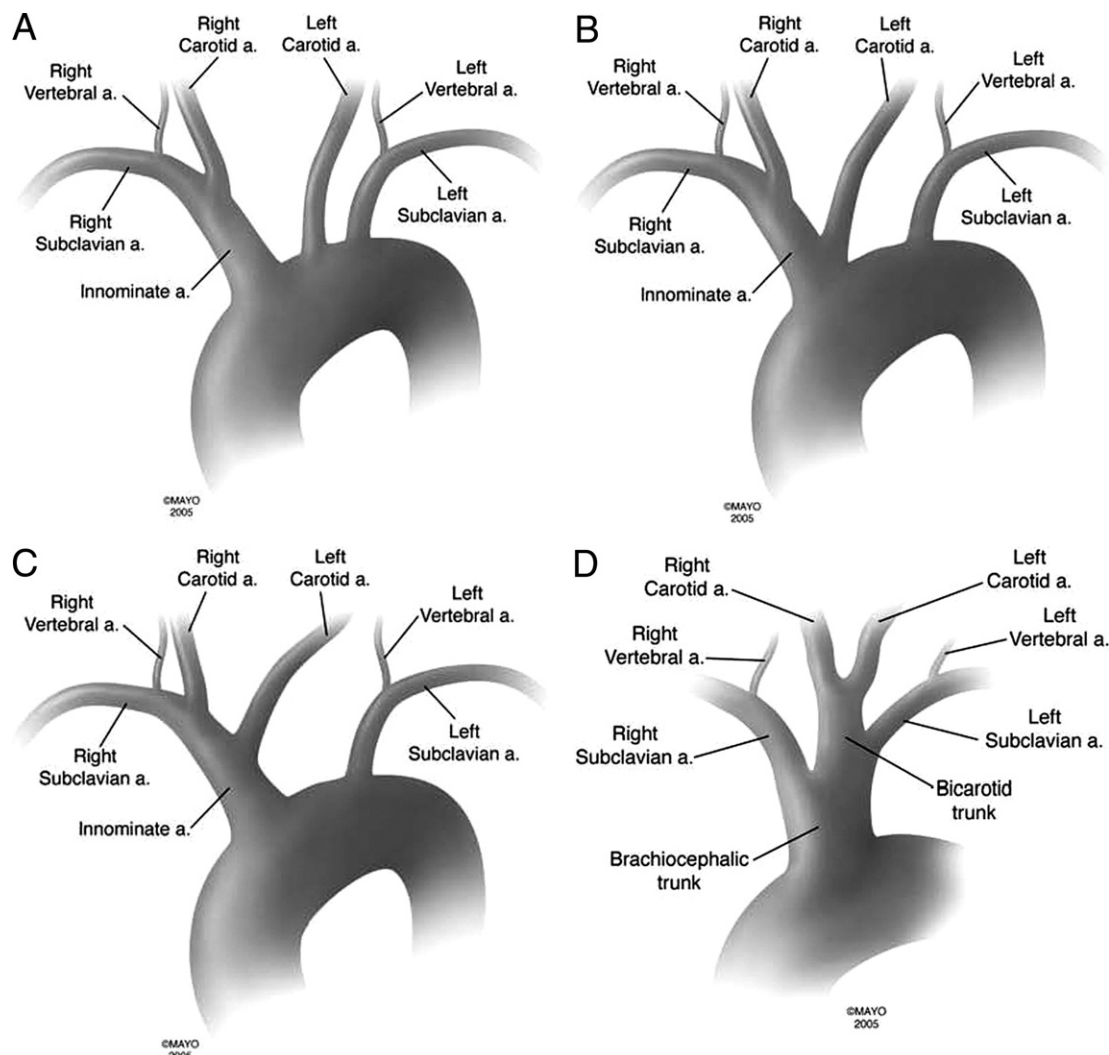 A
Right
Carotid a.
Left
Carotid a.
Right
Vertebral a.
Left
Vertebral a.
Right
Subclavian a.
Left
Subclavian a.
Innominate a.
©MAYO
2005
B
Right
Carotid a.
Left
Carotid a.
Right
Vertebral a.
Left
Vertebral a.
Right
Subclavian a.
Left
Subclavian a.
Innominate a.
©MAYO
2005
C
Right
Carotid a.
Left
Carotid a.
Right
Vertebral a.
Left
Vertebral a.
Right
Subclavian a.
Left
Subclavian a.
Innominate a.
©MAYO
2005
D
Right
Carotid a.
Left
Carotid a.
Right
Vertebral a.
Left
Vertebral a.
Right
Subclavian a.
Left
Subclavian a.
Bicarotid
trunk
Brachiocephalic
trunk
©MAYO
2005